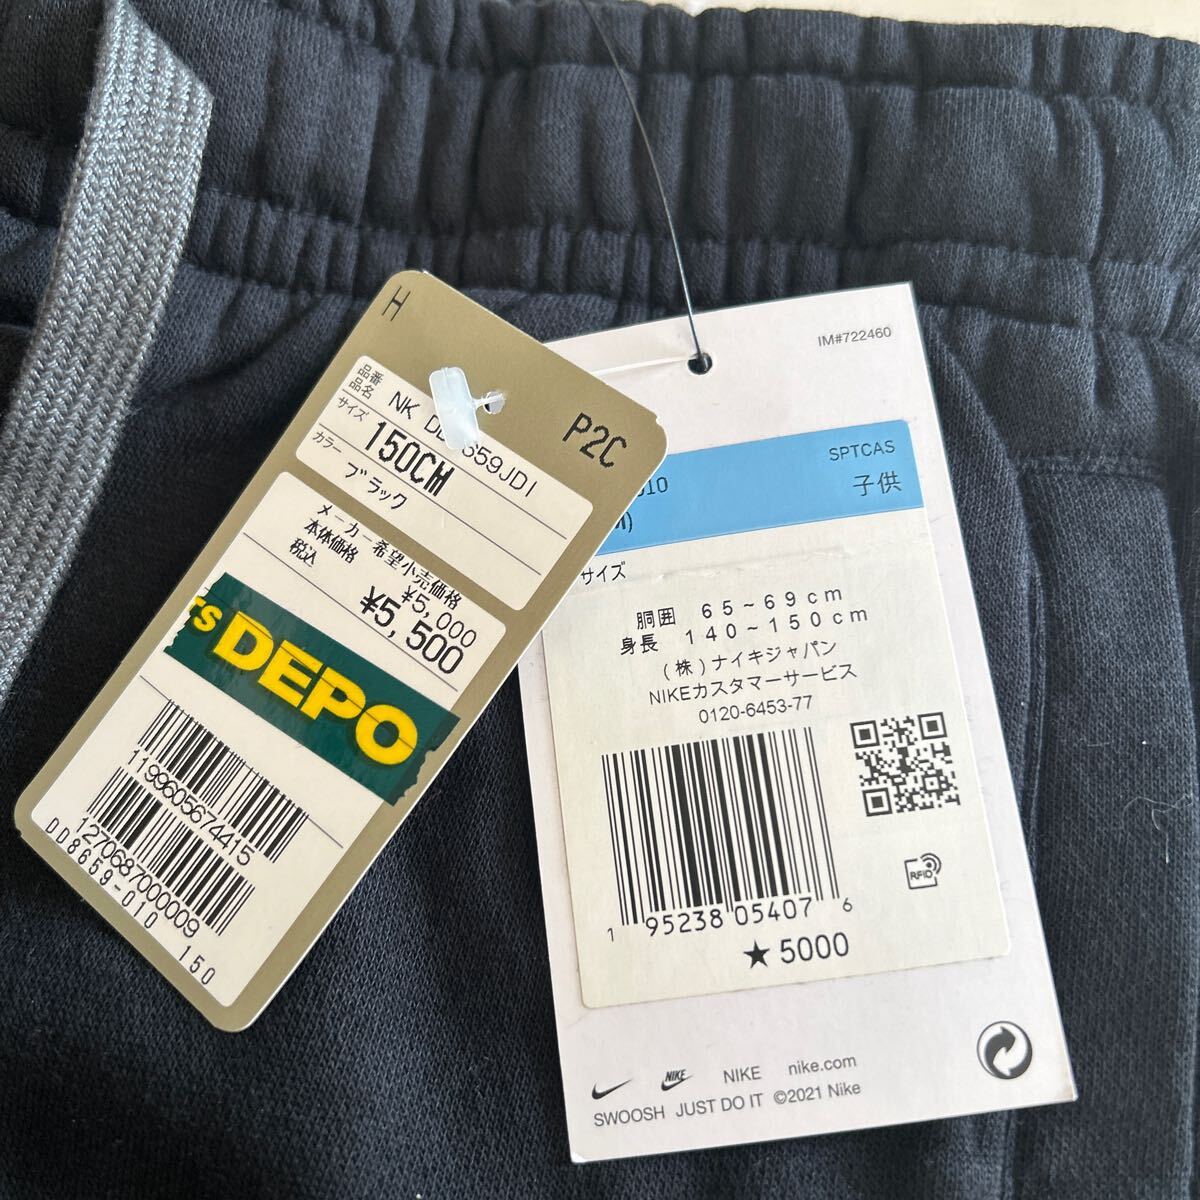 H
P2C
品番
品名
NK
659JDI
サイズ
150CM
カラー
ブラック
メーカー希望小売価格
本体価格 ¥5,000
税込 ¥5,500
TS DEPO
119960567441５
1270687000009
DD8659-010 150
IM#722460
SPTCAS
010
子供
サイズ
胴囲 65~69cm
身長 140~150cm
(株)ナイキジャパン
NIKEカスタマーサービス
0120-6453-77
RFID
1 95238 05407 6
★5000
NIKE
NIKE nike.com
SWOOSH JUST DO IT ©2021 Nike